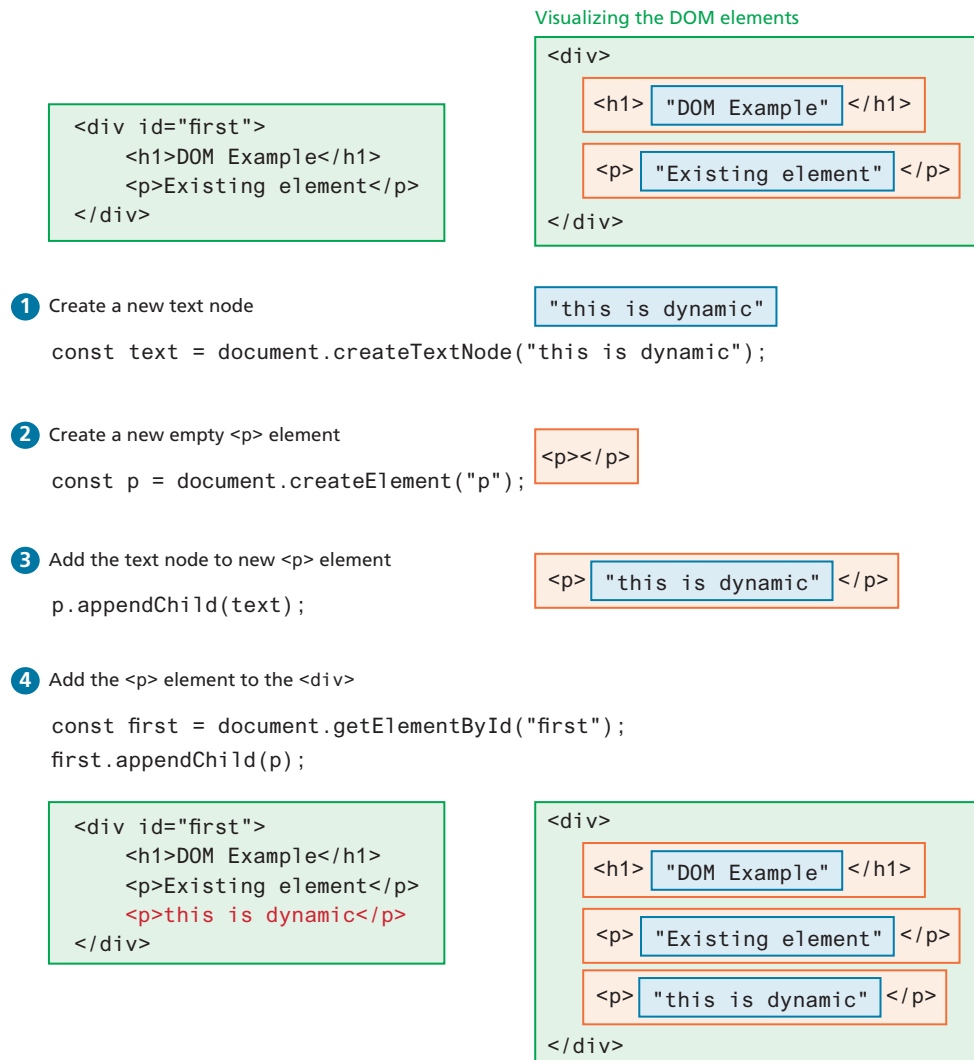 Visualizing the DOM elements
<div id="first">
<h1>DOM Example</h1>
<p>Existing element</p>
</div>
<div>
<h1> "DOM Example" </h1>
<p> "Existing element" </p>
</div>
1 Create a new text node
"this is dynamic"
const text = document.createTextNode("this is dynamic");
2 Create a new empty <p> element
<p></p>
const p = document.createElement("p");
3 Add the text node to new <p> element
<p> "this is dynamic" </p>
p.appendChild(text);
4 Add the <p> element to the <div>
const first = document.getElementById("first");
first.appendChild(p);
<div id="first">
<h1>DOM Example</h1>
<p>Existing element</p>
<p>this is dynamic</p>
</div>
<div>
<h1> "DOM Example" </h1>
<p> "Existing element" </p>
<p> "this is dynamic" </p>
</div>